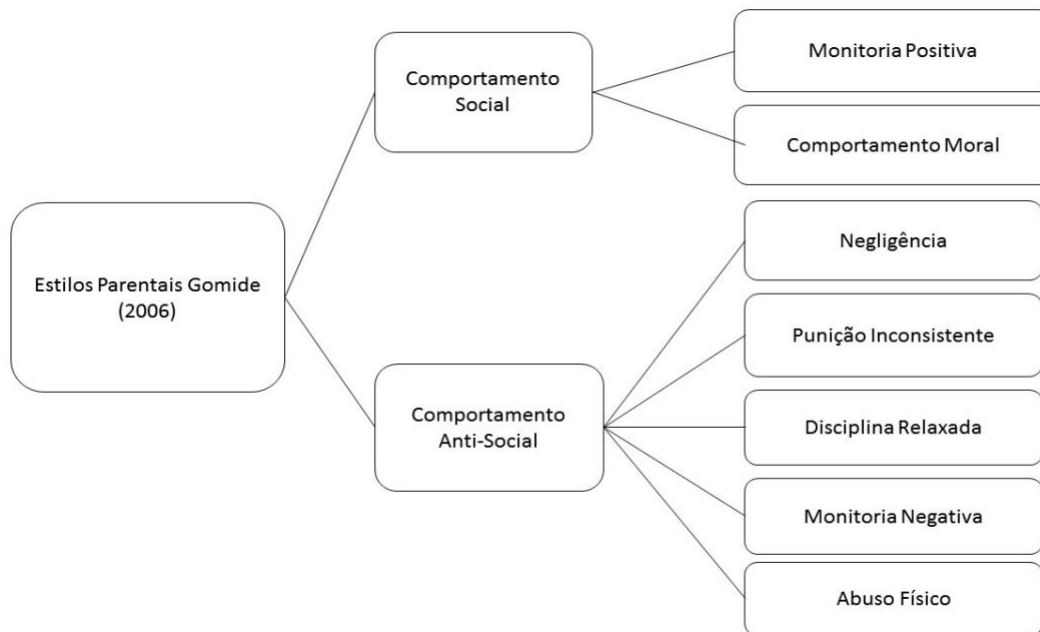 Estilos Parentais Gomide
(2006)
Comportamento
Social
Comportamento
Anti-Social
Monitoria Positiva
Comportamento Moral
Negligência
Punição Inconsistente
Disciplina Relaxada
Monitoria Negativa
Abuso Físico